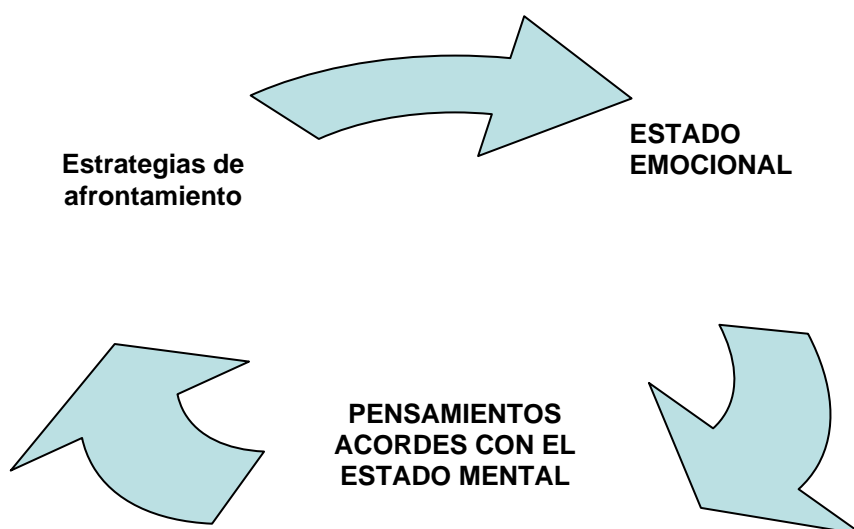 Estrategias de
afrontamiento
ESTADO
EMOCIONAL
PENSAMIENTOS
ACORDES CON EL
ESTADO MENTAL